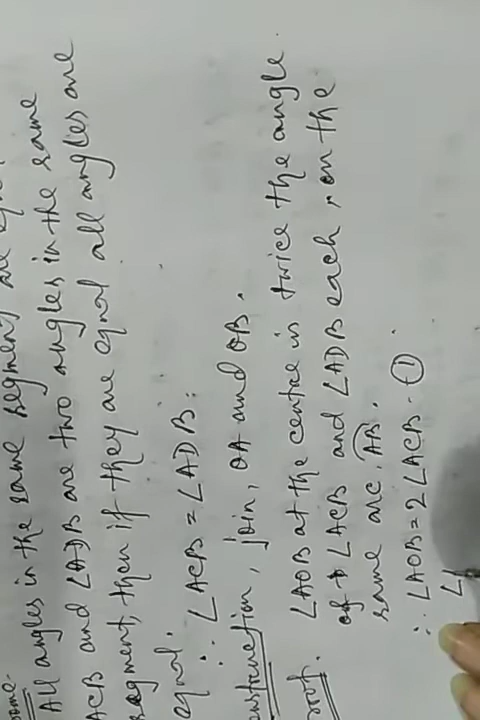 All angles in the same segment are
ACB and ∠ADB are two angles in the same
segment, then if they are equal all angles are
equal.
∴ ∠ACB = ∠ADB.
construction, join, OA and OB.
proof. ∠AOB at the centre is twice the angle
of ∠ACB and ∠ADB each, on the
same arc, AB.
∴ ∠AOB = 2∠ACB - ①
∠